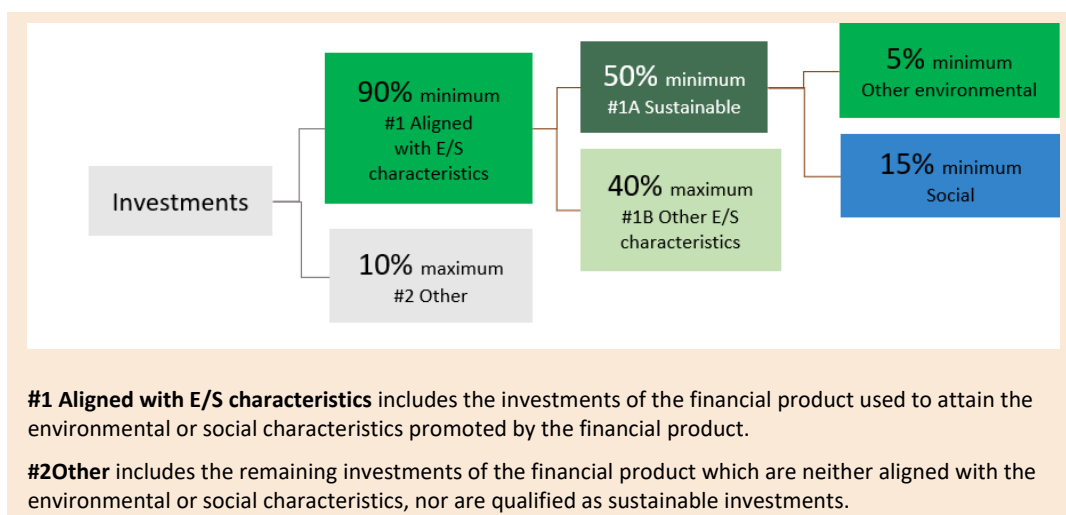 Investments
90% minimum
#1 Aligned
with E/S
characteristics
10% maximum
#2 Other
50% minimum
#1A Sustainable
40% maximum
#1B Other E/S
characteristics
5% minimum
Other environmental
15% minimum
Social
#1 Aligned with E/S characteristics includes the investments of the financial product used to attain the
environmental or social characteristics promoted by the financial product.
#2Other includes the remaining investments of the financial product which are neither aligned with the
environmental or social characteristics, nor are qualified as sustainable investments.